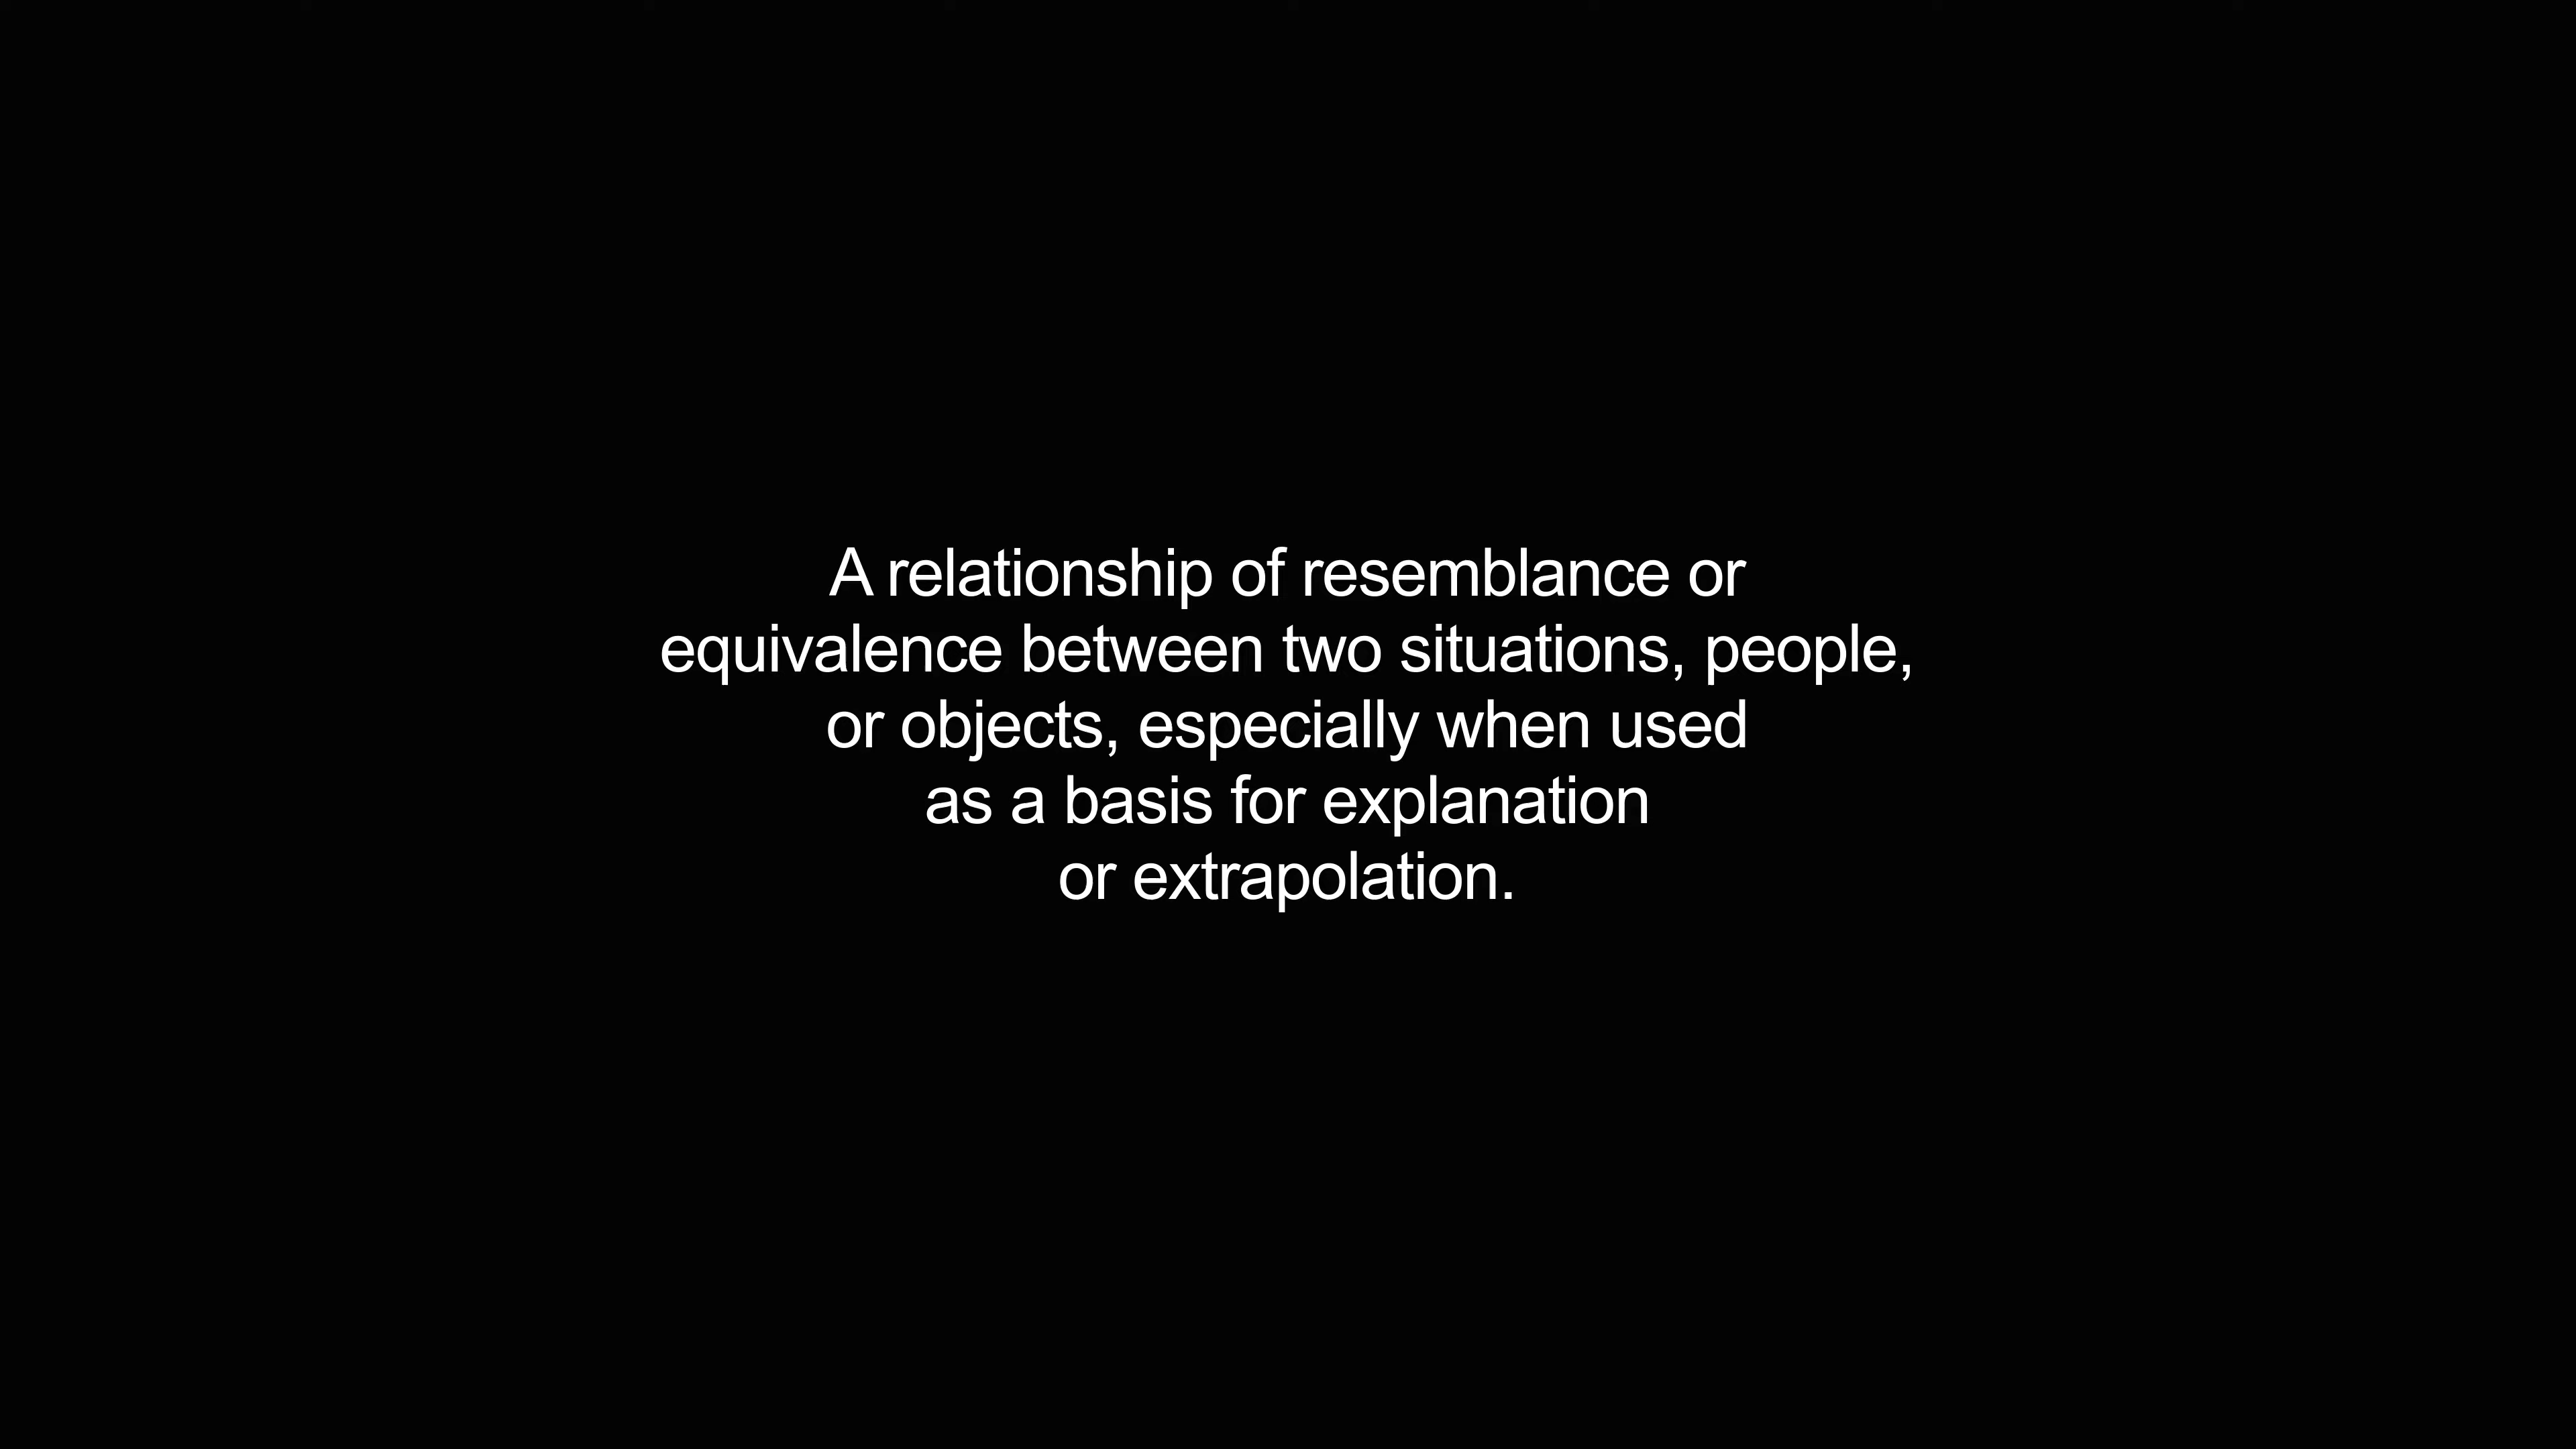 A relationship of resemblance or
equivalence between two situations, people,
or objects, especially when used
as a basis for explanation
or extrapolation.